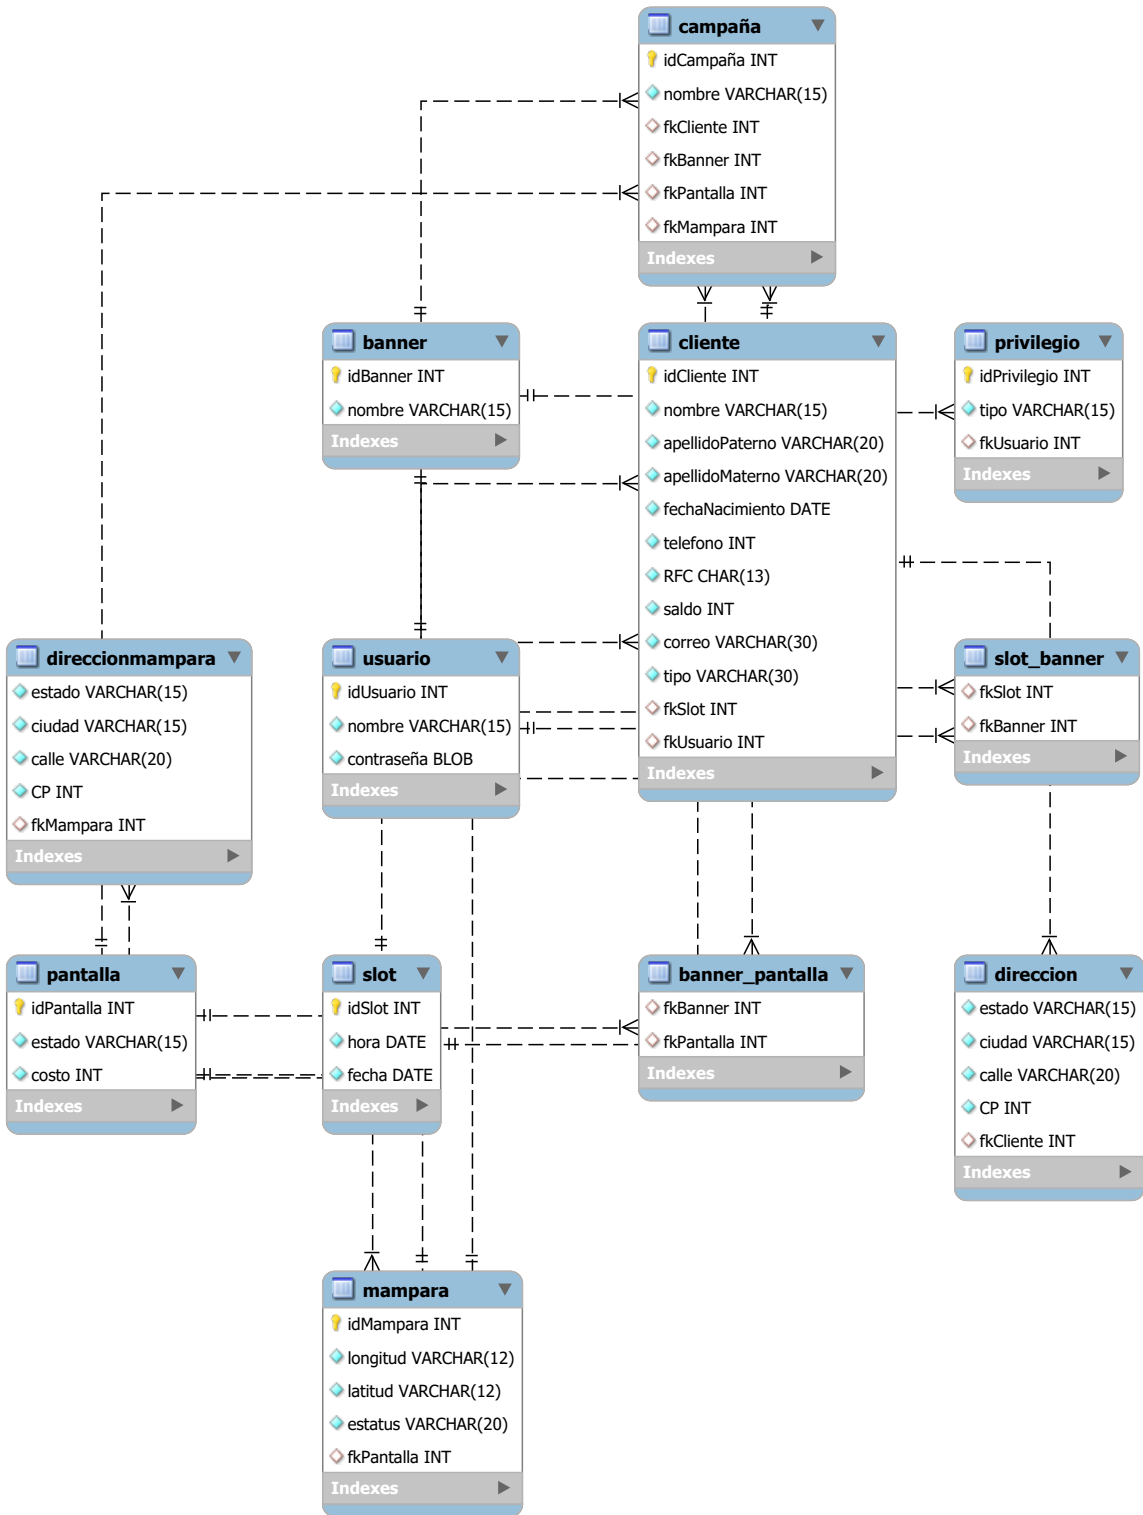 campaña
idCampaña INT
nombre VARCHAR(15)
fkCliente INT
fkBanner INT
fkPantalla INT
fkMampara INT
Indexes
banner
idBanner INT
nombre VARCHAR(15)
Indexes
cliente
idCliente INT
nombre VARCHAR(15)
apellidoPaterno VARCHAR(20)
apellidoMaterno VARCHAR(20)
fechaNacimiento DATE
telefono INT
RFC CHAR(13)
saldo INT
correo VARCHAR(30)
tipo VARCHAR(30)
fkSlot INT
fkUsuario INT
Indexes
privilegio
idPrivilegio INT
tipo VARCHAR(15)
fkUsuario INT
Indexes
direccionmampara
estado VARCHAR(15)
ciudad VARCHAR(15)
calle VARCHAR(20)
CP INT
fkMampara INT
Indexes
usuario
idUsuario INT
nombre VARCHAR(15)
contraseña BLOB
Indexes
slot_banner
fkSlot INT
fkBanner INT
Indexes
pantalla
idPantalla INT
estado VARCHAR(15)
costo INT
Indexes
slot
idSlot INT
hora DATE
fecha DATE
Indexes
banner_pantalla
fkBanner INT
fkPantalla INT
Indexes
direccion
estado VARCHAR(15)
ciudad VARCHAR(15)
calle VARCHAR(20)
CP INT
fkCliente INT
Indexes
mampara
idMampara INT
longitud VARCHAR(12)
latitud VARCHAR(12)
estatus VARCHAR(20)
fkPantalla INT
Indexes